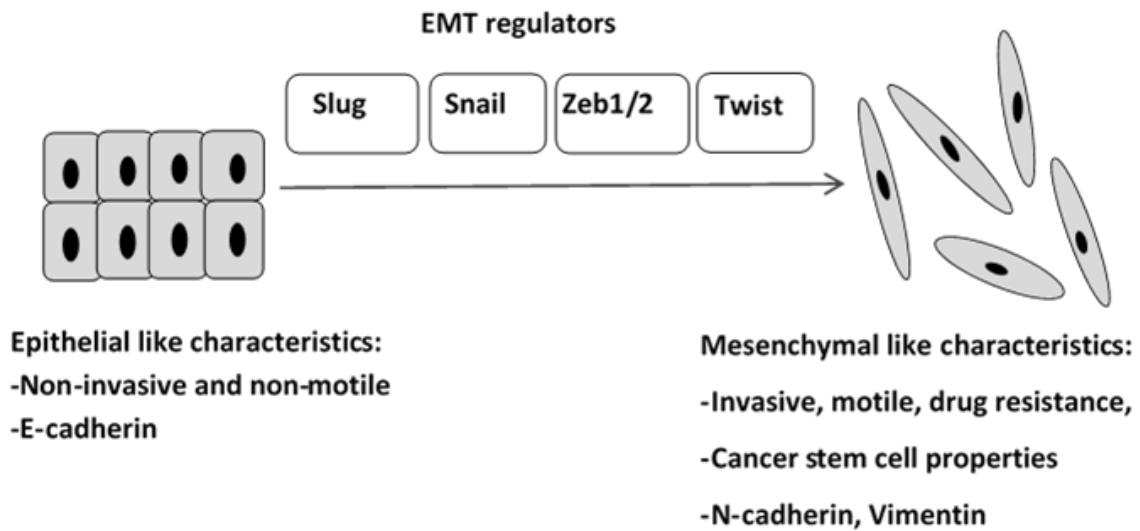 EMT regulators
Slug Snail Zeb1/2 Twist
Epithelial like characteristics:
-Non-invasive and non-motile
-E-cadherin
Mesenchymal like characteristics:
-Invasive, motile, drug resistance,
-Cancer stem cell properties
-N-cadherin, Vimentin